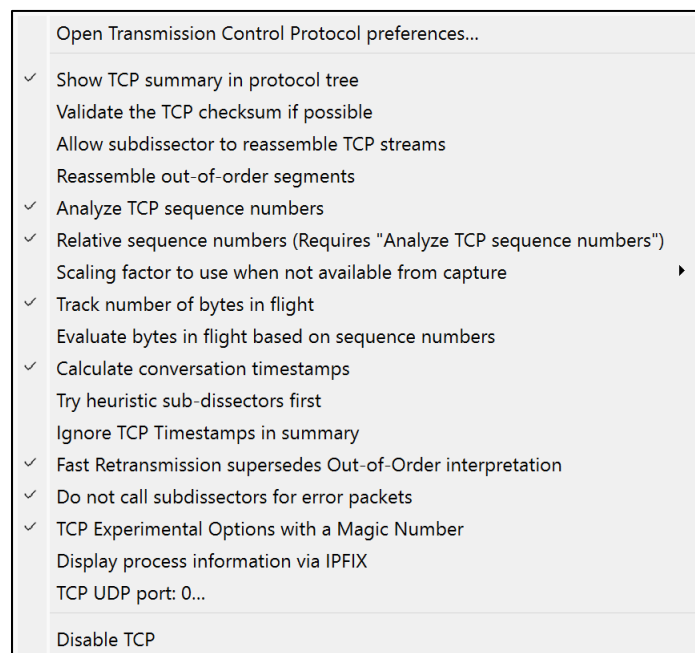 Open Transmission Control Protocol preferences...
Show TCP summary in protocol tree
Validate the TCP checksum if possible
Allow subdissector to reassemble TCP streams
Reassemble out-of-order segments
Analyze TCP sequence numbers
Relative sequence numbers (Requires "Analyze TCP sequence numbers")
Scaling factor to use when not available from capture
Track number of bytes in flight
Evaluate bytes in flight based on sequence numbers
Calculate conversation timestamps
Try heuristic sub-dissectors first
Ignore TCP Timestamps in summary
Fast Retransmission supersedes Out-of-Order interpretation
Do not call subdissectors for error packets
TCP Experimental Options with a Magic Number
Display process information via IPFIX
TCP UDP port: 0...
Disable TCP